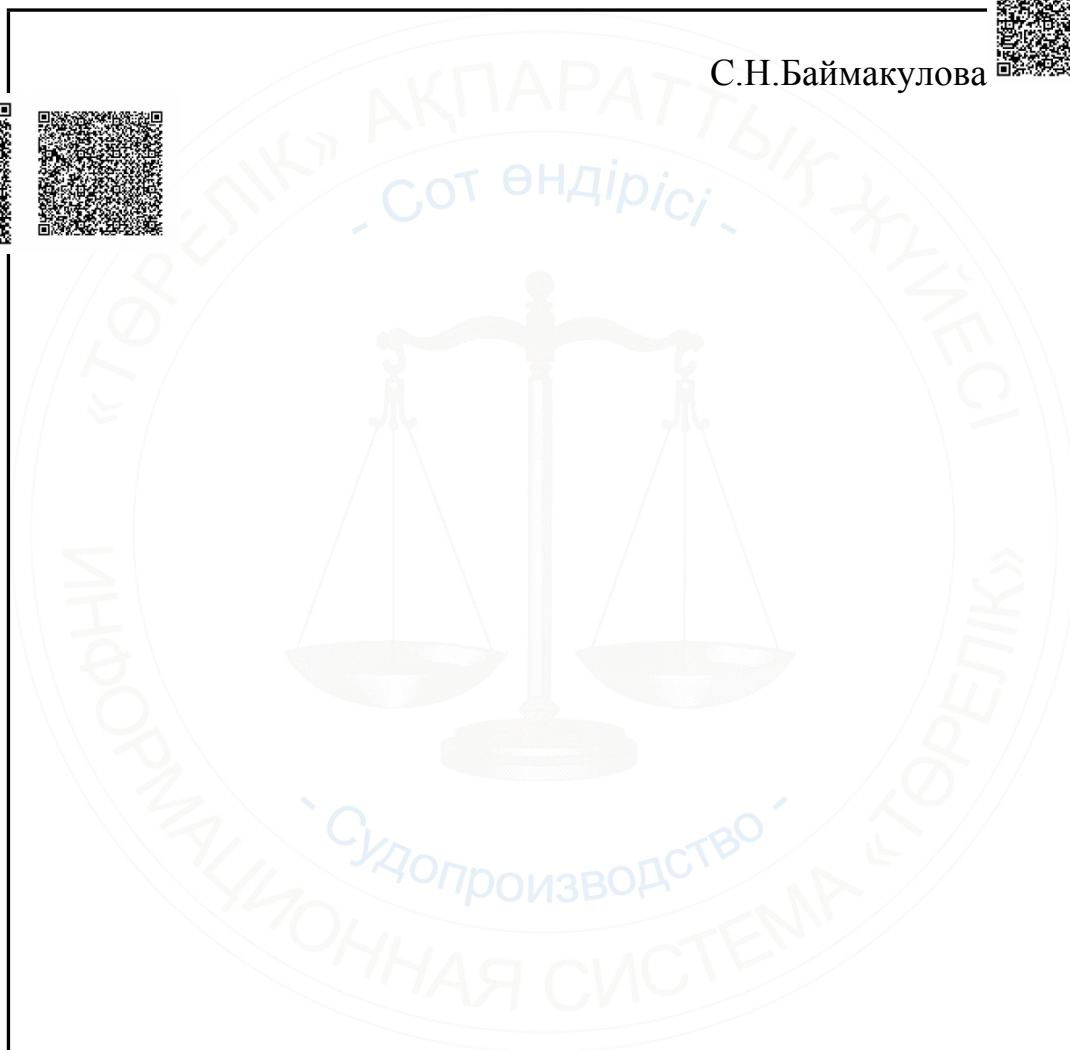 С.Н.Баймакулова
«ТӨРЕЛІК» АҚПАРАТТЫҚ ЖҮЙЕСІ
- Сот өндірісі -
- Судопроизводство -
ИНФОРМАЦИОННАЯ СИСТЕМА «ТӨРЕЛІК»